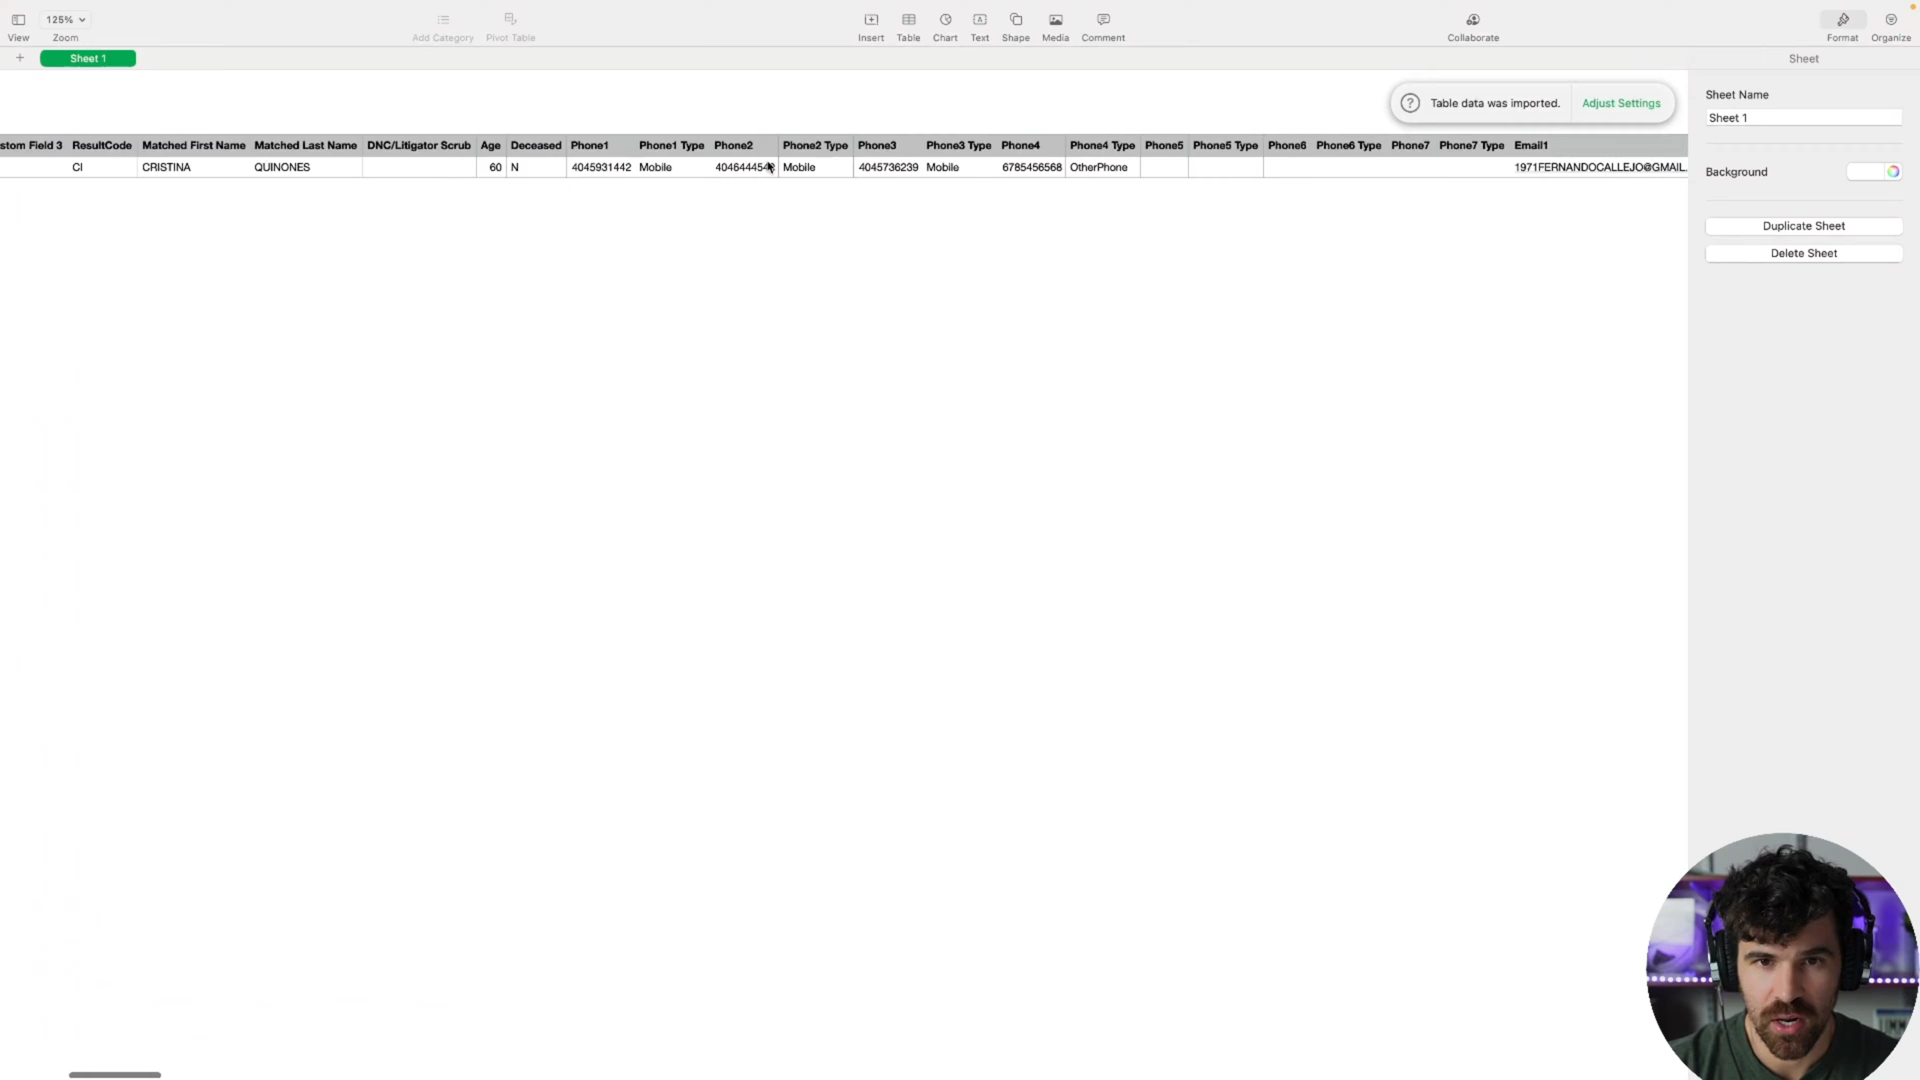 125%
View Zoom Add Category Pivot Table Insert Table Chart Text Shape Media Comment Collaborate Format Organize
+ Sheet 1 Sheet
? Table data was imported. Adjust Settings
Sheet Name
Sheet 1
stom Field 3 ResultCode Matched First Name Matched Last Name DNC/Litigator Scrub Age Deceased Phone1 Phone1 Type Phone2 Phone2 Type Phone3 Phone3 Type Phone4 Phone4 Type Phone5 Phone5 Type Phone6 Phone6 Type Phone7 Phone7 Type Email1
CI CRISTINA QUINONES 60 N 4045931442 Mobile Mobile 4045736239 Mobile 6785456568 OtherPhone 1971FERNANDOCALLEJO@GMAIL.
Background
Duplicate Sheet
Delete Sheet